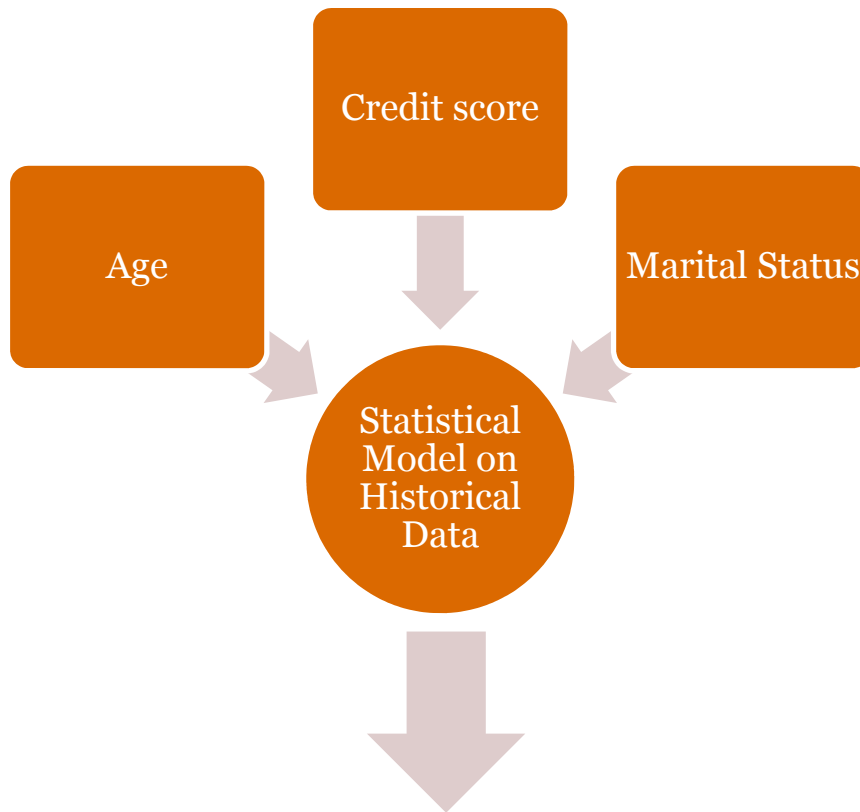 Credit score
Age
Marital Status
Statistical
Model on
Historical
Data